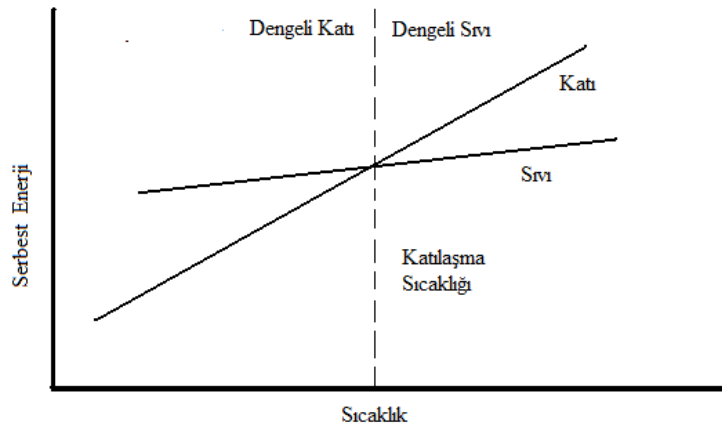 Dengeli Katı
Dengeli Sıvı
Katı
Sıvı
Serbest Enerji
Katılaşma
Sıcaklığı
Sıcaklık